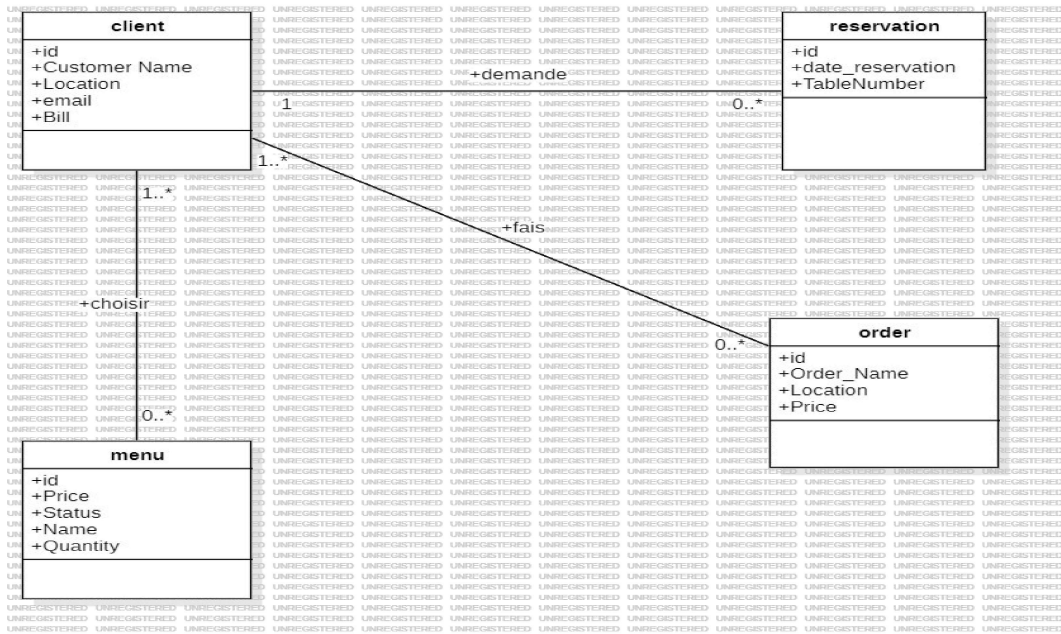 client
+id
+Customer Name
+Location
+email
+Bill
reservation
+id
+date_reservation
+TableNumber
+demande
1
0..*
1..*
+fais
0..*
1..*
+choisir
0..*
order
+id
+Order_Name
+Location
+Price
menu
+id
+Price
+Status
+Name
+Quantity
UNREGISTERED